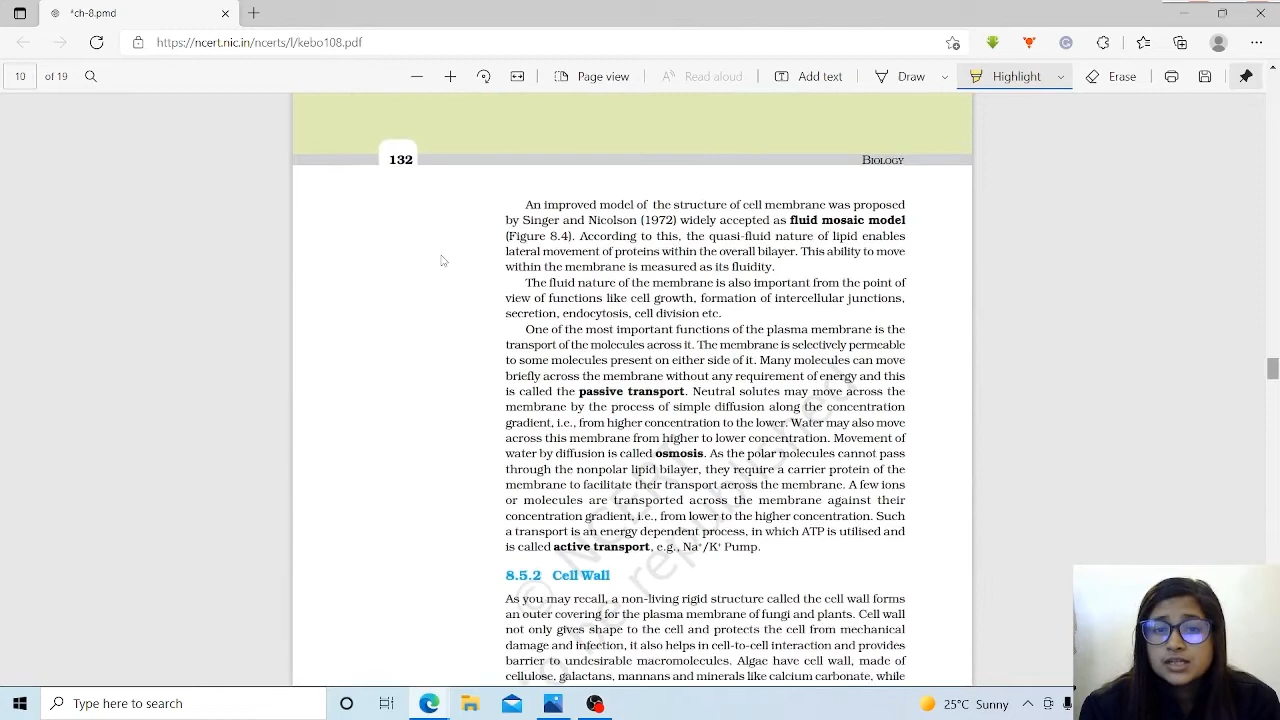 *ch-8.pmd
https://ncert.nic.in/ncerts/l/kebo108.pdf
10 of 19
Page view
Read aloud
Add text
Draw
Highlight
Erase
132
BIOLOGY
An improved model of the structure of cell membrane was proposed
by Singer and Nicolson (1972) widely accepted as fluid mosaic model
(Figure 8.4). According to this, the quasi-fluid nature of lipid enables
lateral movement of proteins within the overall bilayer. This ability to move
within the membrane is measured as its fluidity.
The fluid nature of the membrane is also important from the point of
view of functions like cell growth, formation of intercellular junctions,
secretion, endocytosis, cell division etc.
One of the most important functions of the plasma membrane is the
transport of the molecules across it. The membrane is selectively permeable
to some molecules present on either side of it. Many molecules can move
briefly across the membrane without any requirement of energy and this
is called the passive transport. Neutral solutes may move across the
membrane by the process of simple diffusion along the concentration
gradient, i.e., from higher concentration to the lower. Water may also move
across this membrane from higher to lower concentration. Movement of
water by diffusion is called osmosis. As the polar molecules cannot pass
through the nonpolar lipid bilayer, they require a carrier protein of the
membrane to facilitate their transport across the membrane. A few ions
or molecules are transported across the membrane against their
concentration gradient, i.e., from lower to the higher concentration. Such
a transport is an energy dependent process, in which ATP is utilised and
is called active transport, e.g., Na⁺/K⁺ Pump.
8.5.2 Cell Wall
As you may recall, a non-living rigid structure called the cell wall forms
an outer covering for the plasma membrane of fungi and plants. Cell wall
not only gives shape to the cell and protects the cell from mechanical
damage and infection, it also helps in cell-to-cell interaction and provides
barrier to undesirable macromolecules. Algae have cell wall, made of
cellulose, galactans, mannans and minerals like calcium carbonate, while
© NCERT
o be republished
Type here to search
25°C Sunny